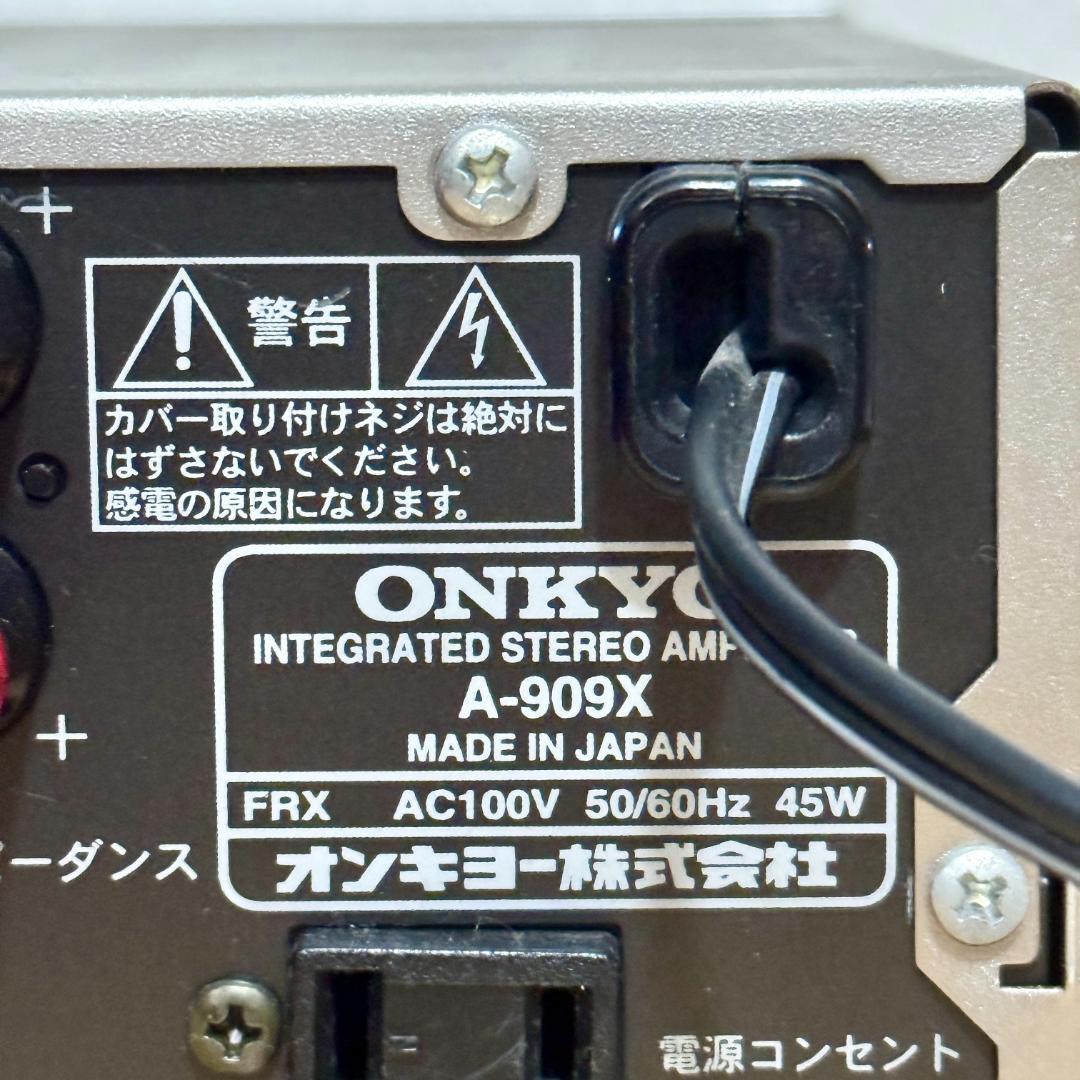 +
警告
カバー取り付けネジは絶対に
はずさないでください。
感電の原因になります。
ONKYO
INTEGRATED STEREO
A-909X
+
MADE IN JAPAN
FRX AC100V 50/60Hz 45W
ーダンス
オンキヨー株式会社
電源コンセント